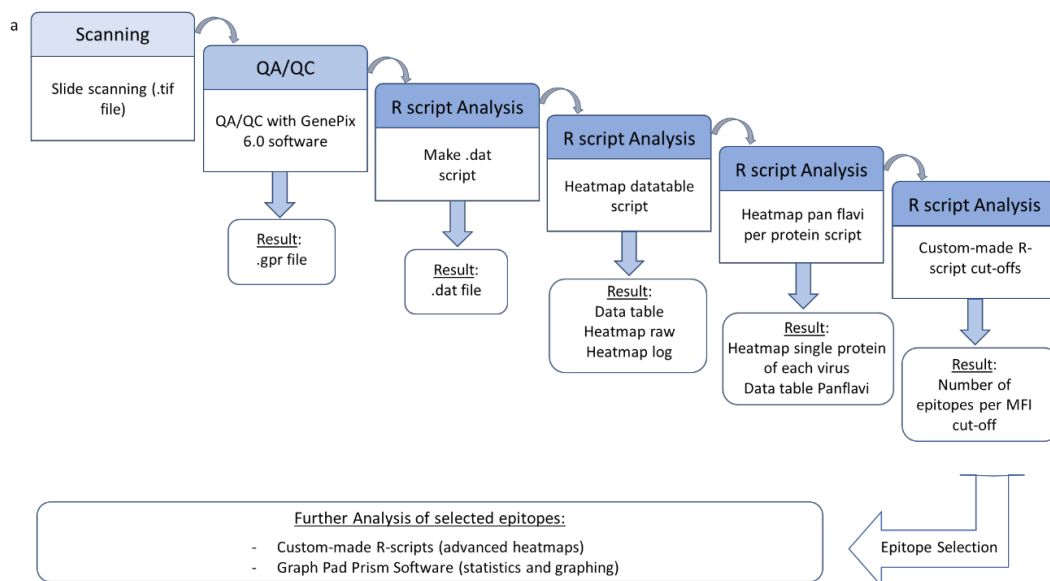 a
Scanning
Slide scanning (.tif
file)
QA/QC
QA/QC with GenePix
6.0 software
Result:
.gpr file
R script Analysis
Make .dat
script
Result:
.dat file
R script Analysis
Heatmap datatable
script
Result:
Data table
Heatmap raw
Heatmap log
R script Analysis
Heatmap pan flavi
per protein script
Result:
Heatmap single protein
of each virus
Data table Panflavi
R script Analysis
Custom-made R-
script cut-offs
Result:
Number of
epitopes per MFI
cut-off
Epitope Selection
Further Analysis of selected epitopes:
- Custom-made R-scripts (advanced heatmaps)
- Graph Pad Prism Software (statistics and graphing)